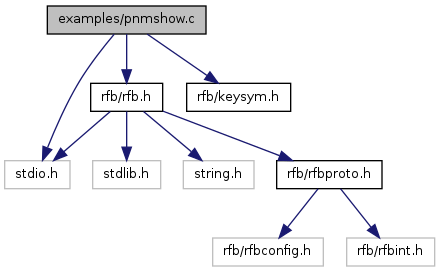 examples/pnmshow.c
rfb/rfb.h
rfb/keysym.h
stdio.h
stdlib.h
string.h
rfb/rfbproto.h
rfb/rfbconfig.h
rfb/rfbint.h